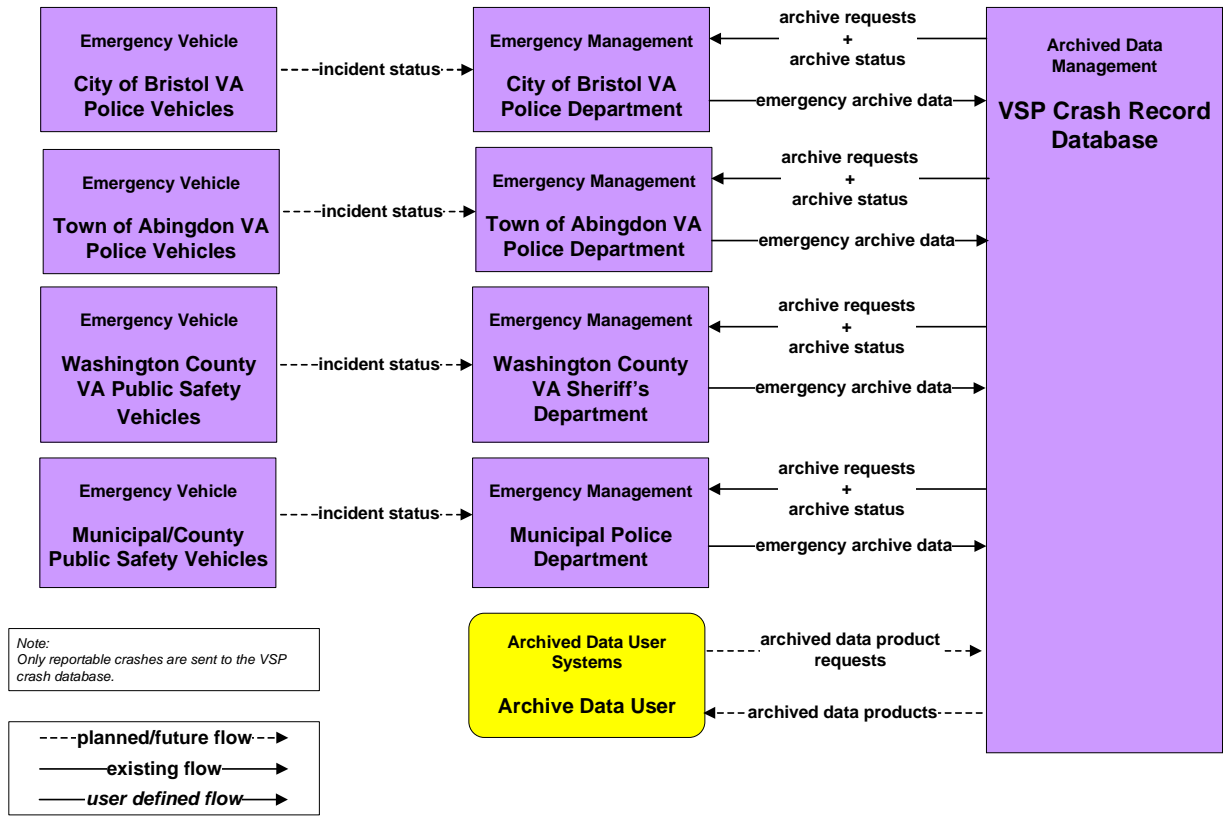 Emergency Vehicle
City of Bristol VA
Police Vehicles
incident status
Emergency Management
City of Bristol VA
Police Department
archive requests
+
archive status
emergency archive data
Archived Data
Management
VSP Crash Record
Database
Emergency Vehicle
Town of Abingdon VA
Police Vehicles
incident status
Emergency Management
Town of Abingdon VA
Police Department
archive requests
+
archive status
emergency archive data
Emergency Vehicle
Washington County
VA Public Safety
Vehicles
incident status
Emergency Management
Washington County
VA Sheriff's
Department
archive requests
+
archive status
emergency archive data
Emergency Vehicle
Municipal/County
Public Safety Vehicles
incident status
Emergency Management
Municipal Police
Department
archive requests
+
archive status
emergency archive data
Archived Data User
Systems
Archive Data User
archived data product
requests
archived data products
Note:
Only reportable crashes are sent to the VSP
crash database.
planned/future flow
existing flow
user defined flow